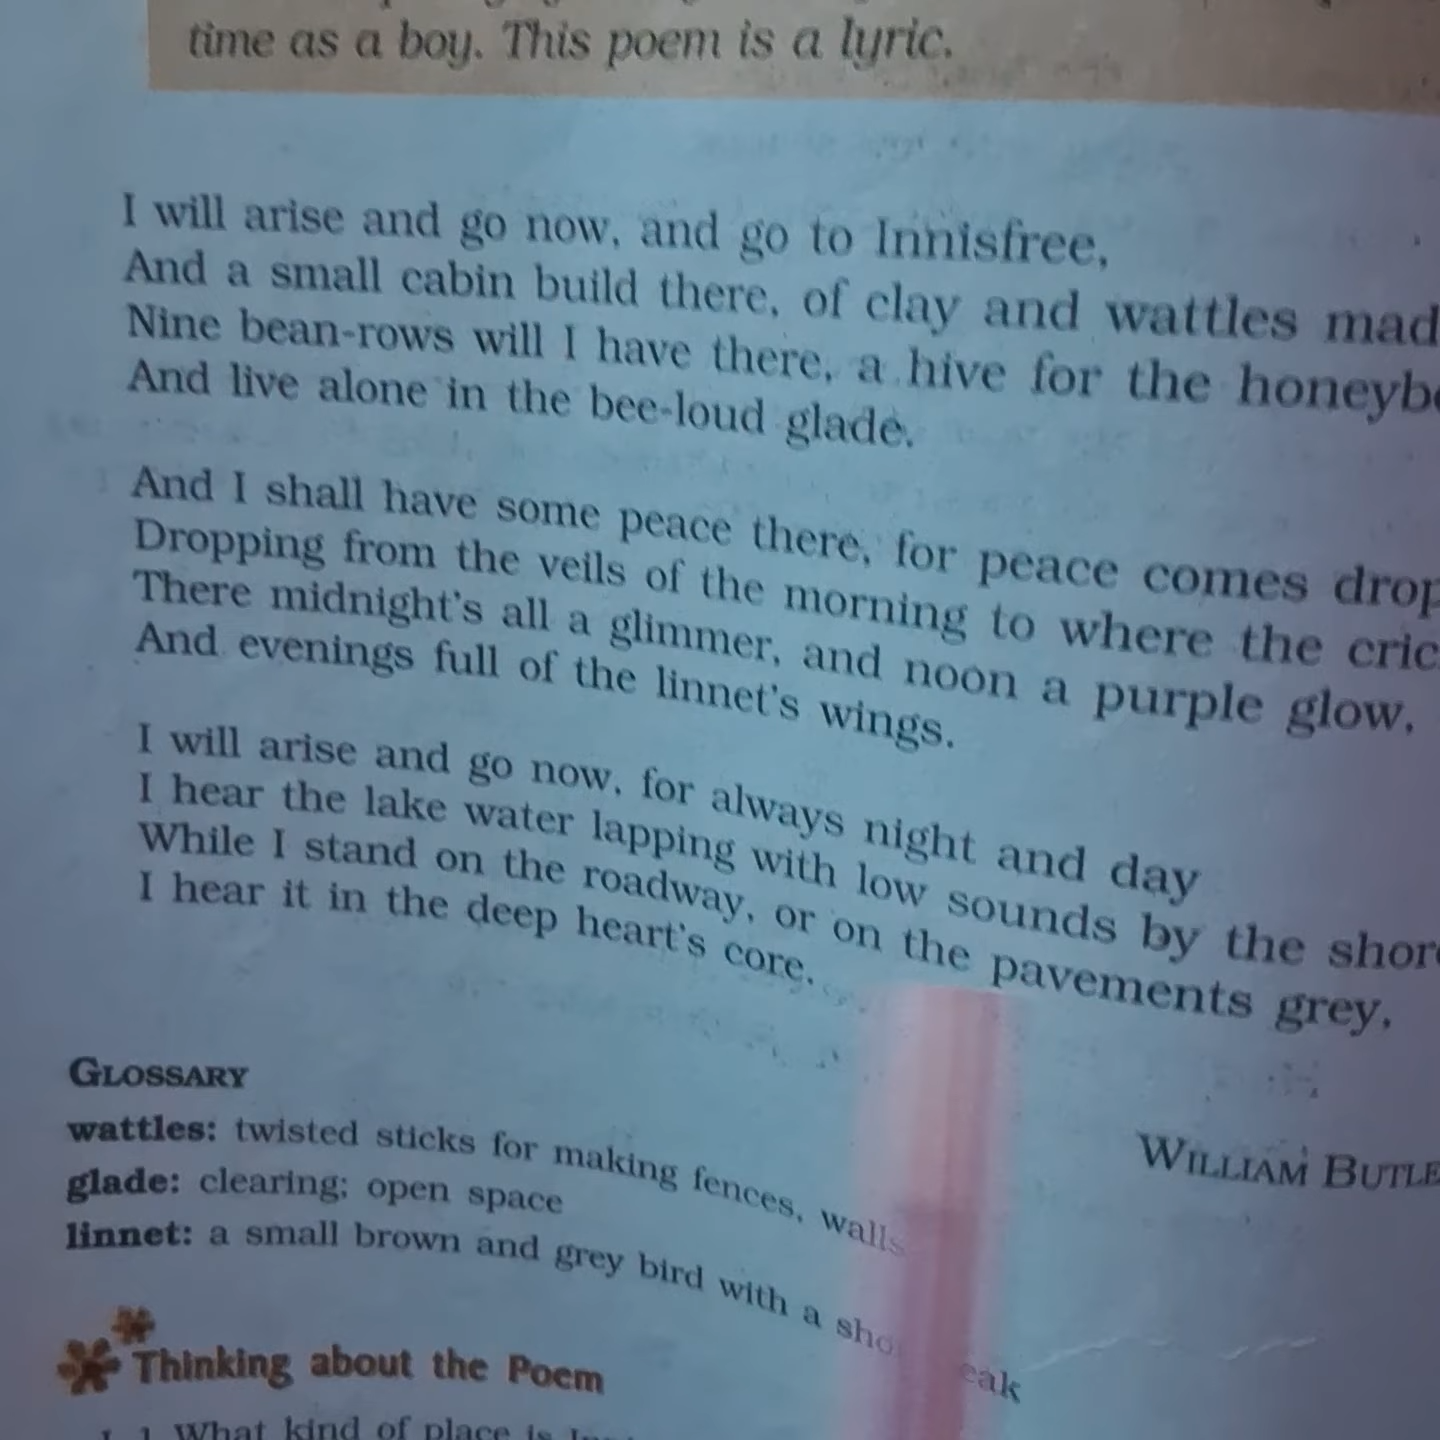 time as a boy. This poem is a lyric.
I will arise and go now, and go to Innisfree,
And a small cabin build there, of clay and wattles mad
Nine bean-rows will I have there, a hive for the honeyb
And live alone in the bee-loud glade.
And I shall have some peace there, for peace comes drop
Dropping from the veils of the morning to where the cric
There midnight's all a glimmer, and noon a purple glow,
And evenings full of the linnet's wings.
I will arise and go now, for always night and day
I hear the lake water lapping with low sounds by the shor
While I stand on the roadway, or on the pavements grey,
I hear it in the deep heart's core.
WILLIAM BUTLE
GLOSSARY
wattles: twisted sticks for making fences, walls
glade: clearing; open space
linnet: a small brown and grey bird with a sho eak
Thinking about the Poem
What kind of place is